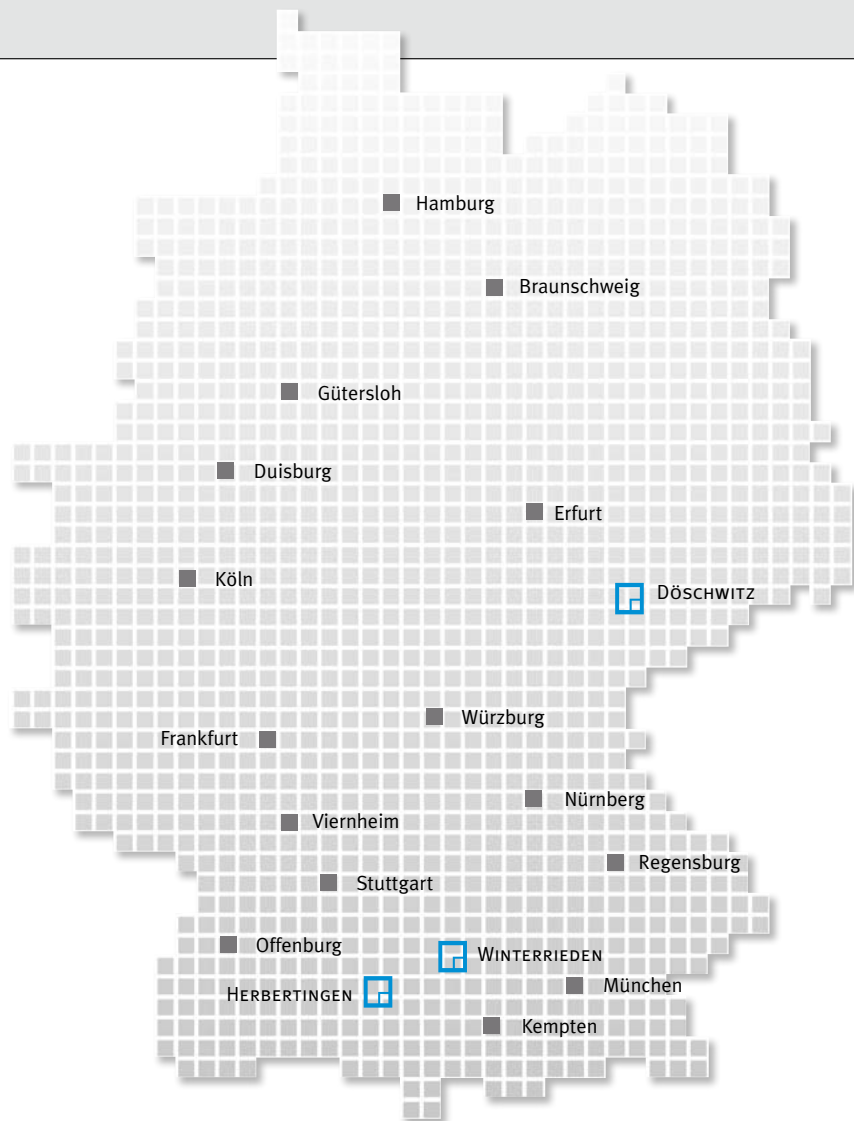 Hamburg
Braunschweig
Gütersloh
Duisburg
Erfurt
Köln
DÖSCHWITZ
Würzburg
Frankfurt
Nürnberg
Viernheim
Regensburg
Stuttgart
Offenburg
WINTERRIEDEN
München
HERBERTINGEN
Kempten